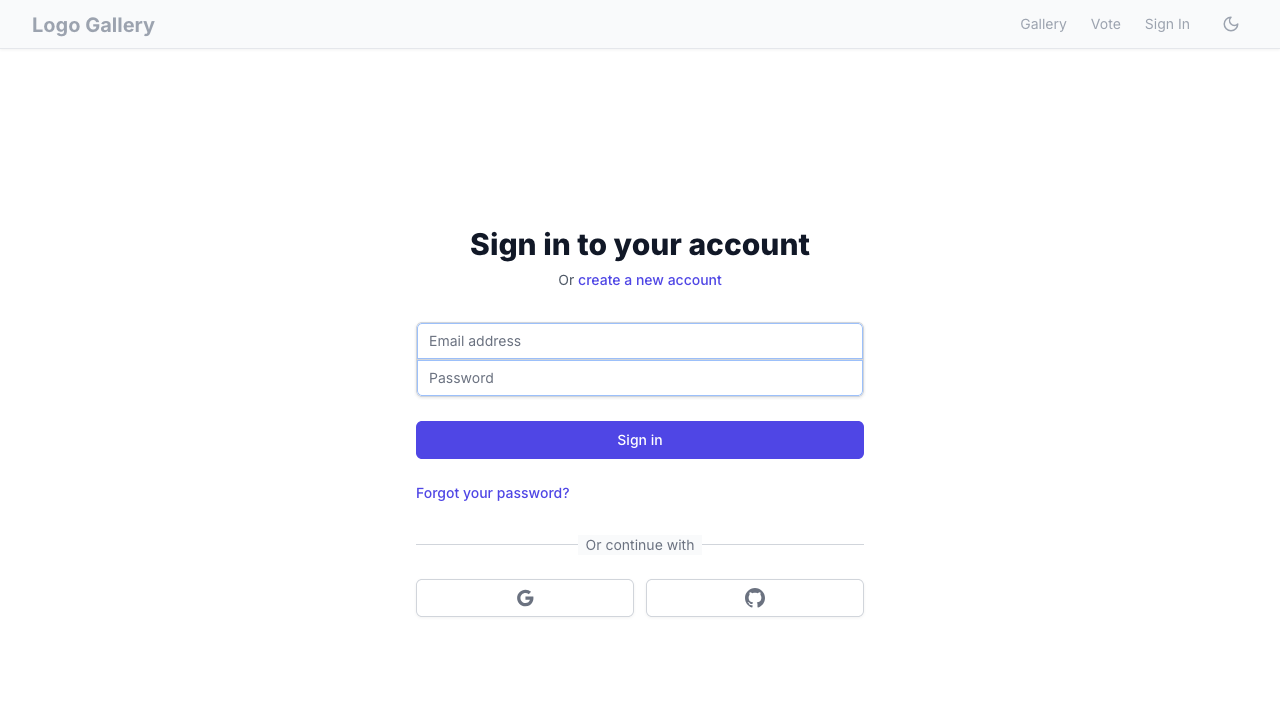 Logo Gallery
Gallery
Vote
Sign In
Sign in to your account
Or create a new account
Email address
Password
Sign in
Forgot your password?
Or continue with